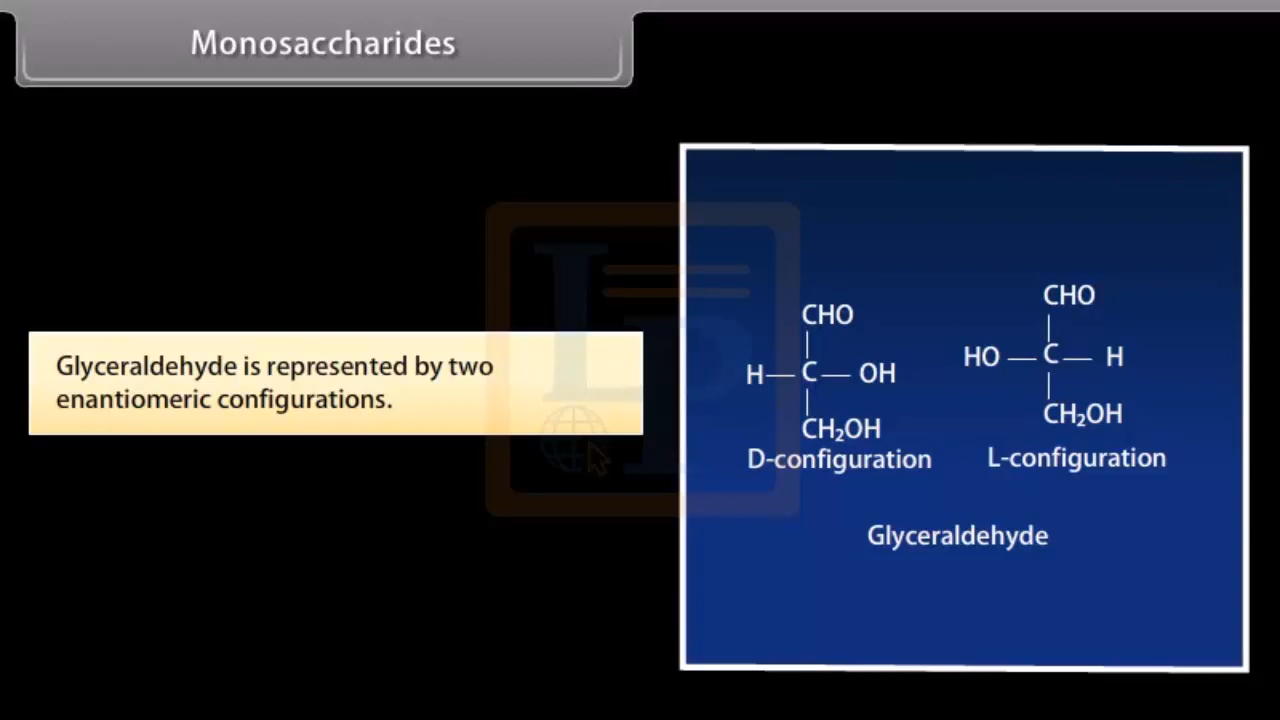 Monosaccharides
Glyceraldehyde is represented by two
enantiomeric configurations.
CHO
H — C — OH
CH₂OH
D-configuration
CHO
HO — C — H
CH₂OH
L-configuration
Glyceraldehyde